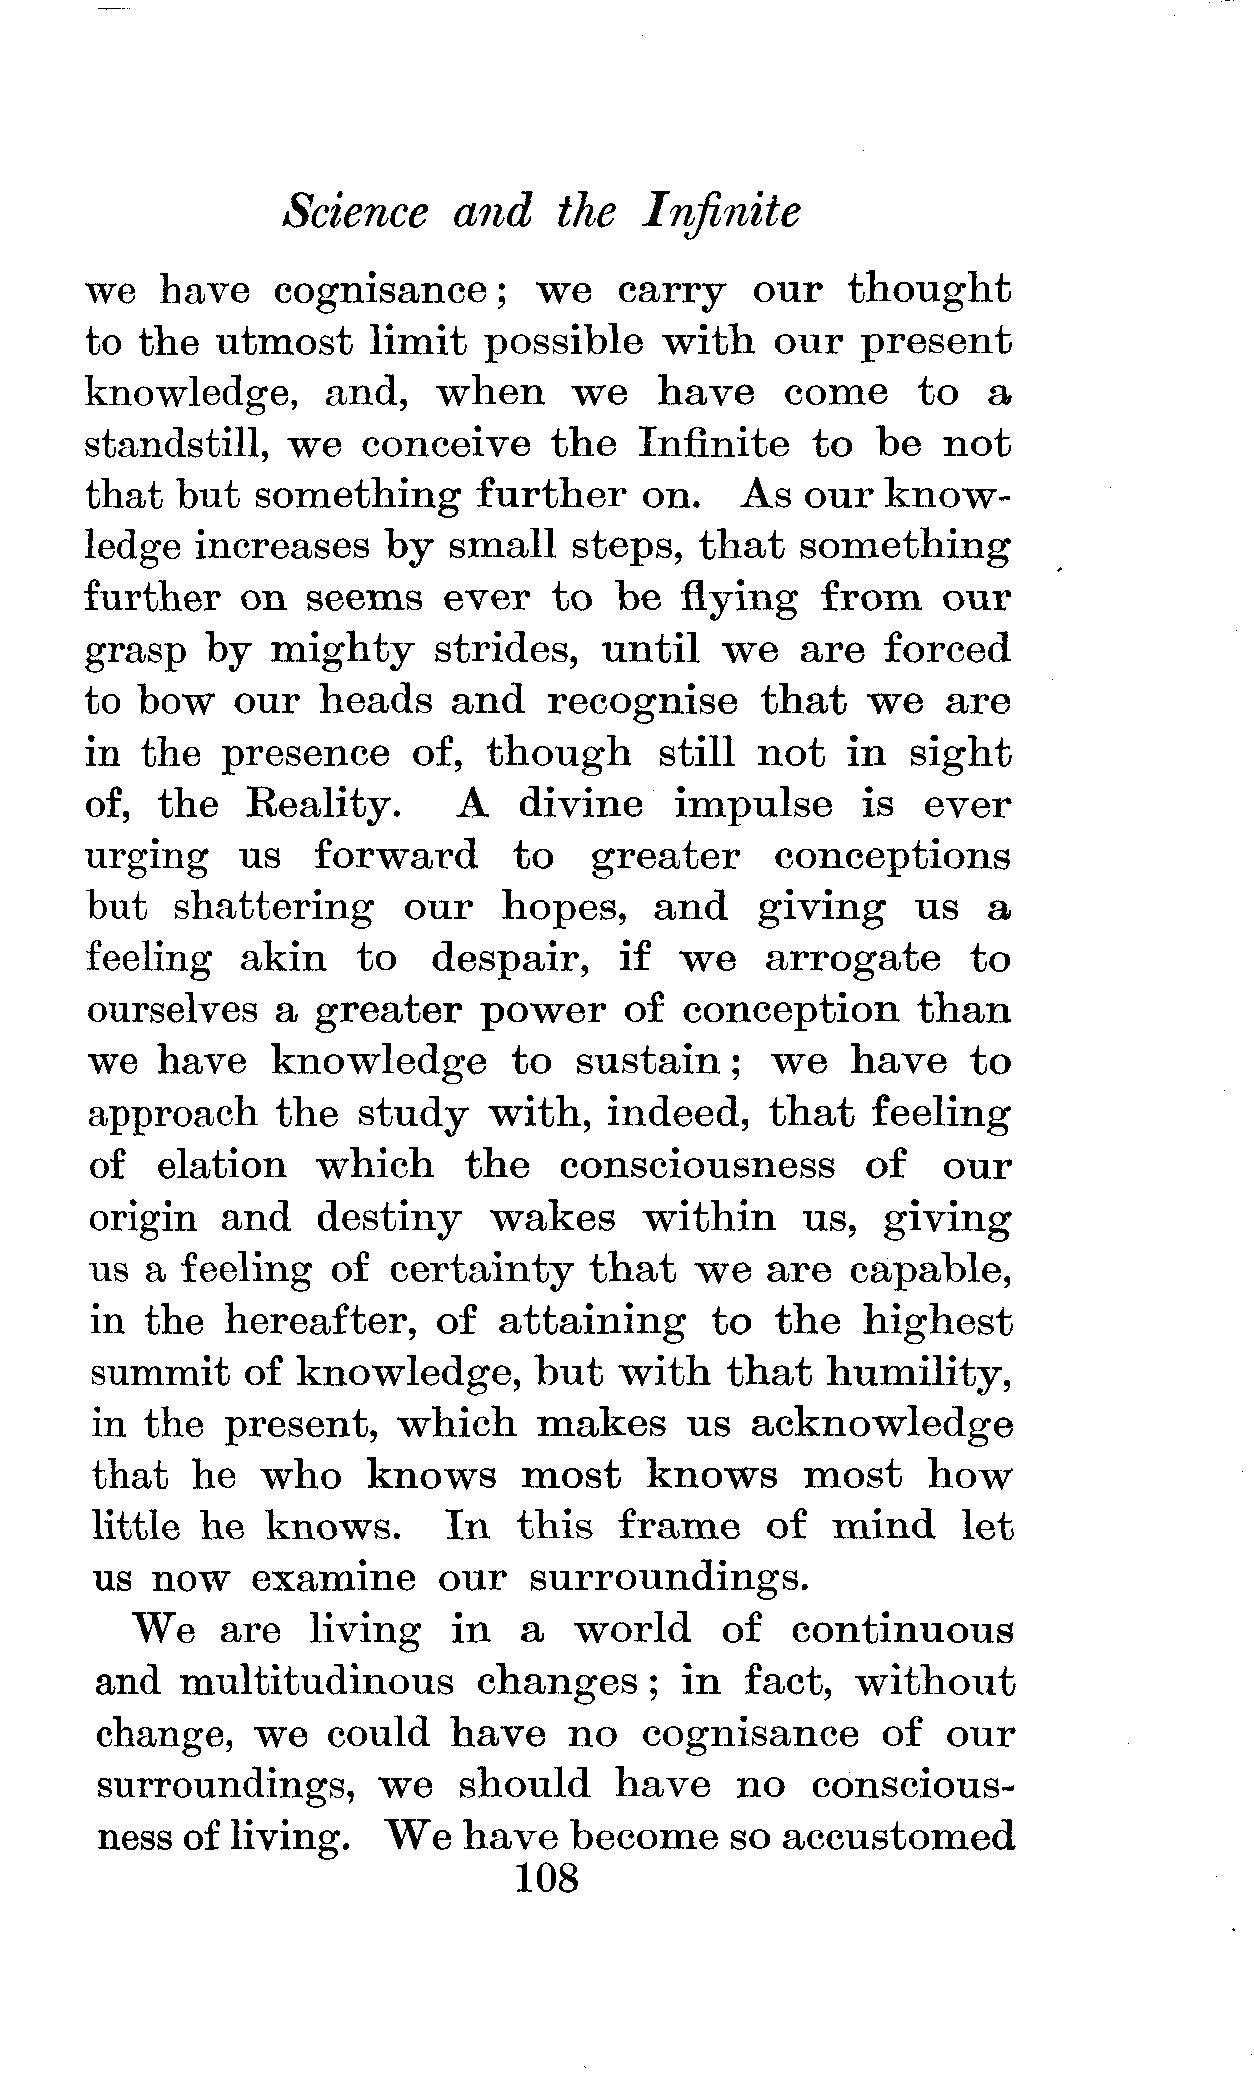 Science and the Infinite
we have cognisance; we carry our thought
to the utmost limit possible with our present
knowledge, and, when we have come to a
standstill, we conceive the Infinite to be not
that but something further on. As our know-
ledge increases by small steps, that something
further on seems ever to be flying from our
grasp by mighty strides, until we are forced
to bow our heads and recognise that we are
in the presence of, though still not in sight
of, the Reality. A divine impulse is ever
urging us forward to greater conceptions
but shattering our hopes, and giving us a
feeling akin to despair, if we arrogate to
ourselves a greater power of conception than
we have knowledge to sustain; we have to
approach the study with, indeed, that feeling
of elation which the consciousness of our
origin and destiny wakes within us, giving
us a feeling of certainty that we are capable,
in the hereafter, of attaining to the highest
summit of knowledge, but with that humility,
in the present, which makes us acknowledge
that he who knows most knows most how
little he knows. In this frame of mind let
us now examine our surroundings.
We are living in a world of continuous
and multitudinous changes; in fact, without
change, we could have no cognisance of our
surroundings, we should have no conscious-
ness of living. We have become so accustomed
108